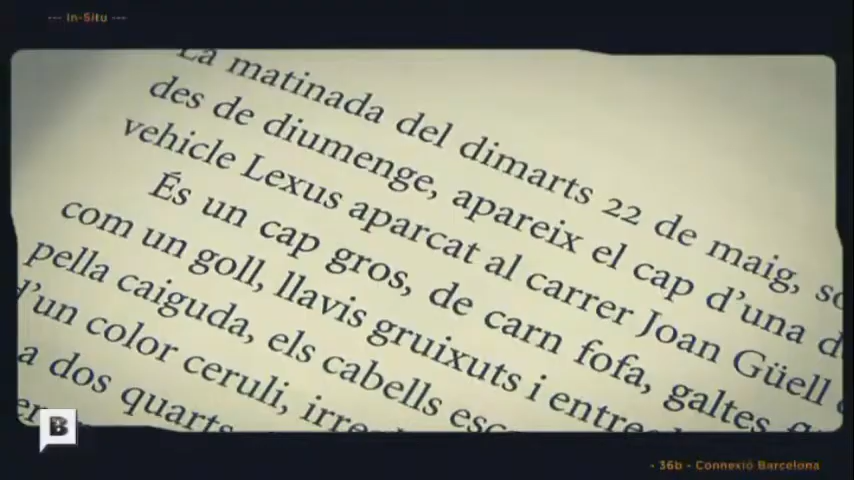 --- In-Situ ---
La matinada del dimarts 22 de maig,
des de diumenge, apareix el cap d'una
vehicle Lexus aparcat al carrer Joan Güell
És un cap gros, de carn fofa, galtes
com un goll, llavis gruixuts i
pella caiguda, els cabells
d'un color ceruli,
a dos quarts
B
- 36b - Connexió Barcelona